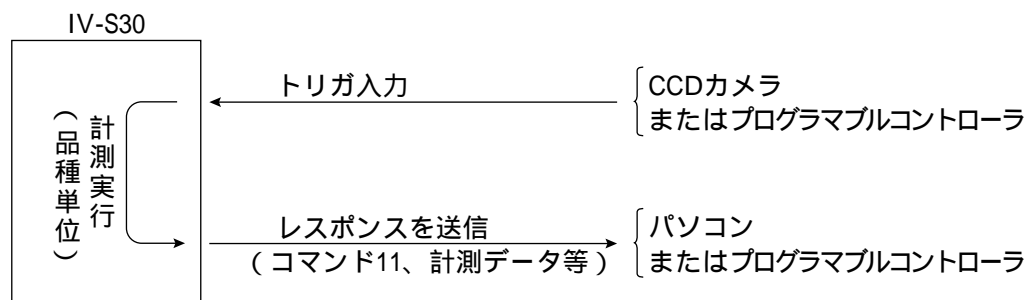 IV-S30
トリガ入力
CCDカメラ
またはプログラマブルコントローラ
計測実行
（品種単位）
レスポンスを送信
（コマンド11、計測データ等）
パソコン
またはプログラマブルコントローラ